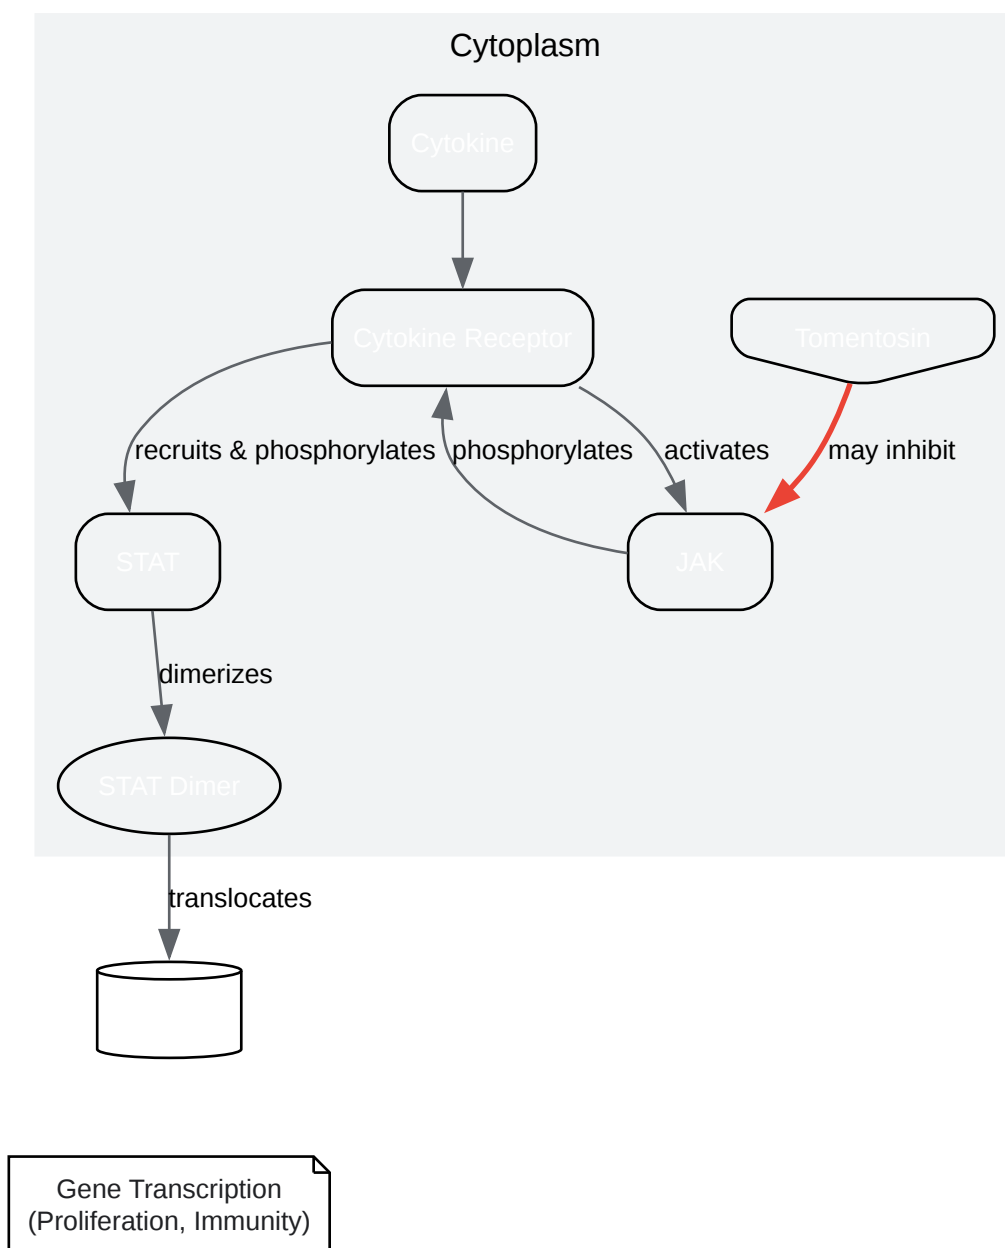 Cytoplasm
Cytokine
Cytokine Receptor
Tomentosin
recruits & phosphorylates
phosphorylates
activates
may inhibit
STAT
JAK
dimerizes
STAT Dimer
translocates
Gene Transcription
(Proliferation, Immunity)